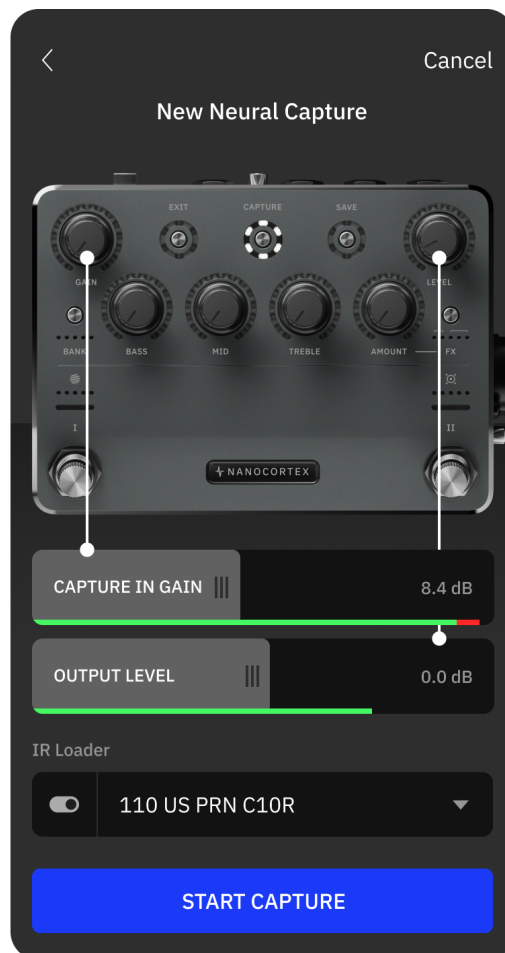 Cancel
New Neural Capture
EXIT CAPTURE SAVE
GAIN LEVEL
BANK BASS MID TREBLE AMOUNT FX
I II
NANOCORTEX
CAPTURE IN GAIN 8.4 dB
OUTPUT LEVEL 0.0 dB
IR Loader
110 US PRN C10R
START CAPTURE